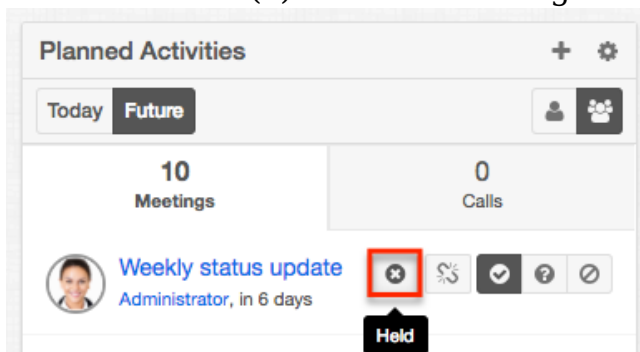 Planned Activities
Today Future
10 0
Meetings Calls
Weekly status update
Administrator, in 6 days
Held